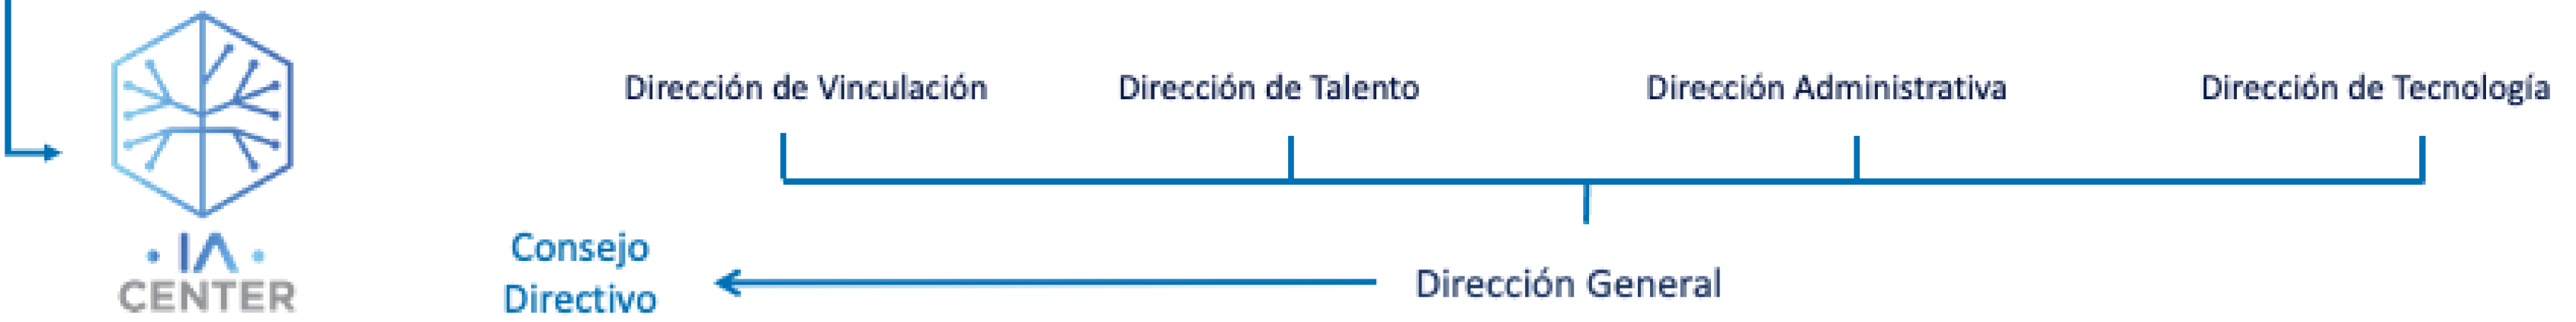 Dirección de Vinculación
Dirección de Talento
Dirección Administrativa
Dirección de Tecnología
· IA ·
CENTER
Consejo
Directivo
Dirección General